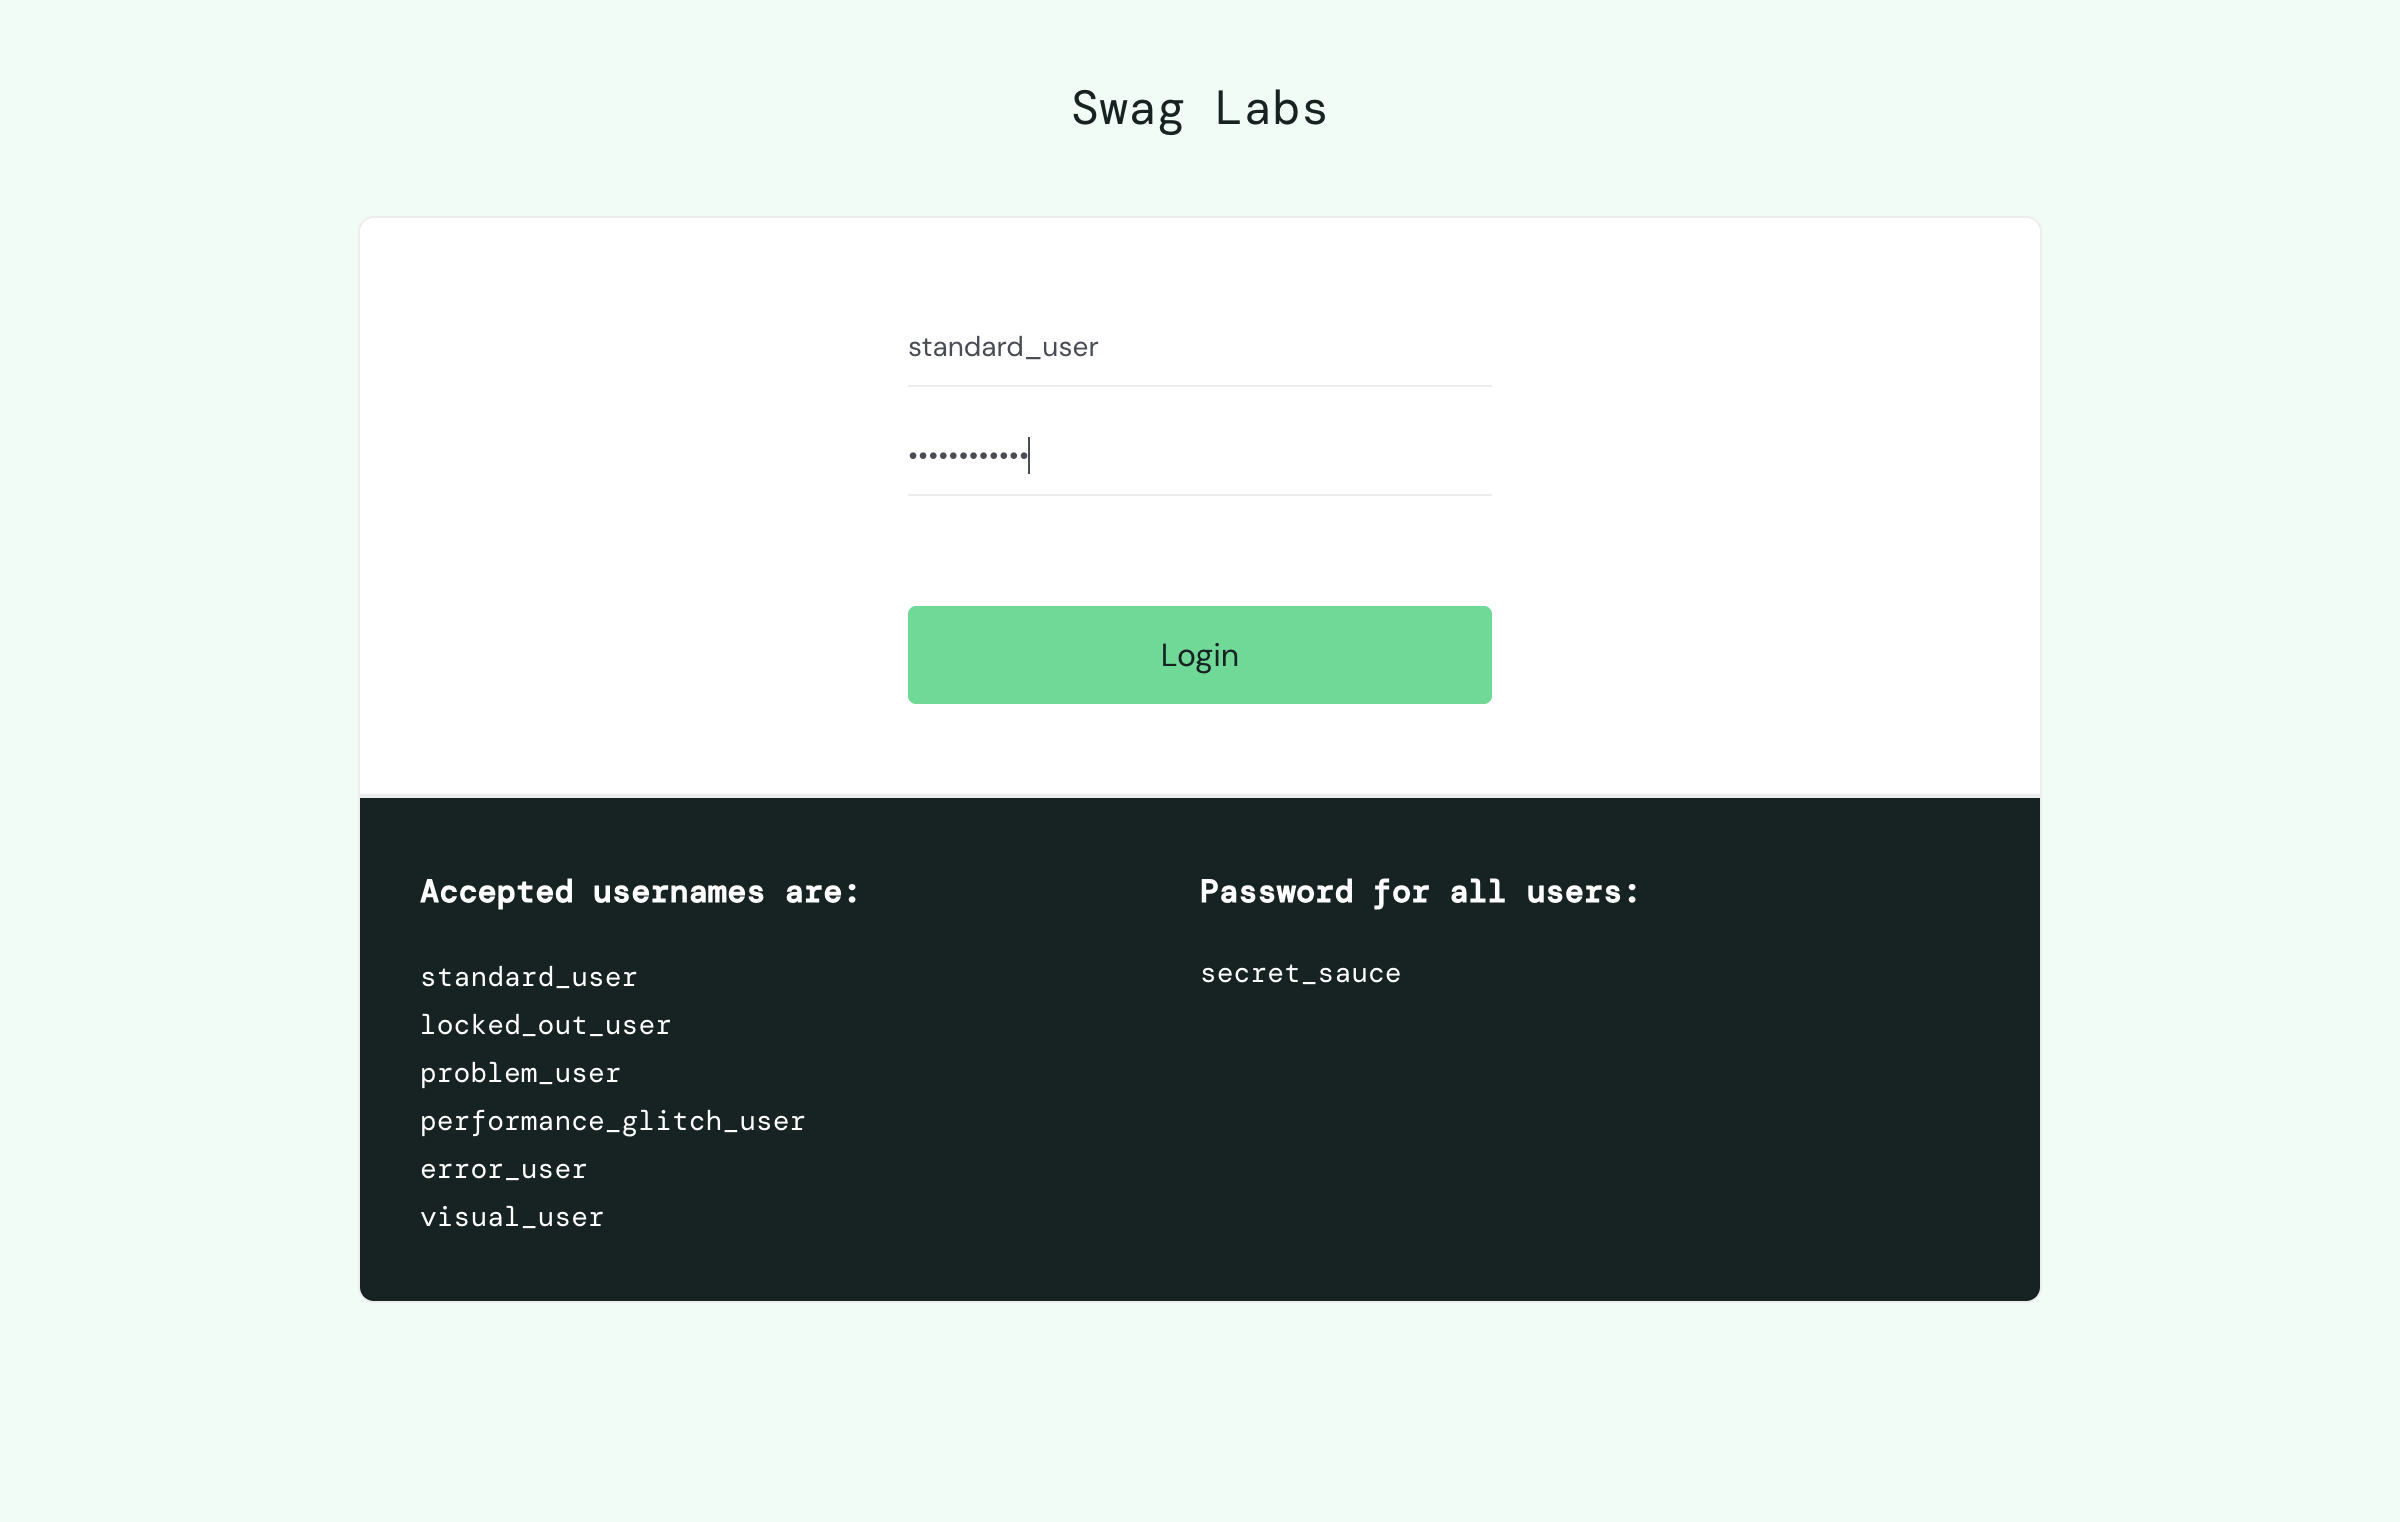 Swag Labs
standard_user
••••••••••••
Login
Accepted usernames are:
standard_user
locked_out_user
problem_user
performance_glitch_user
error_user
visual_user
Password for all users:
secret_sauce